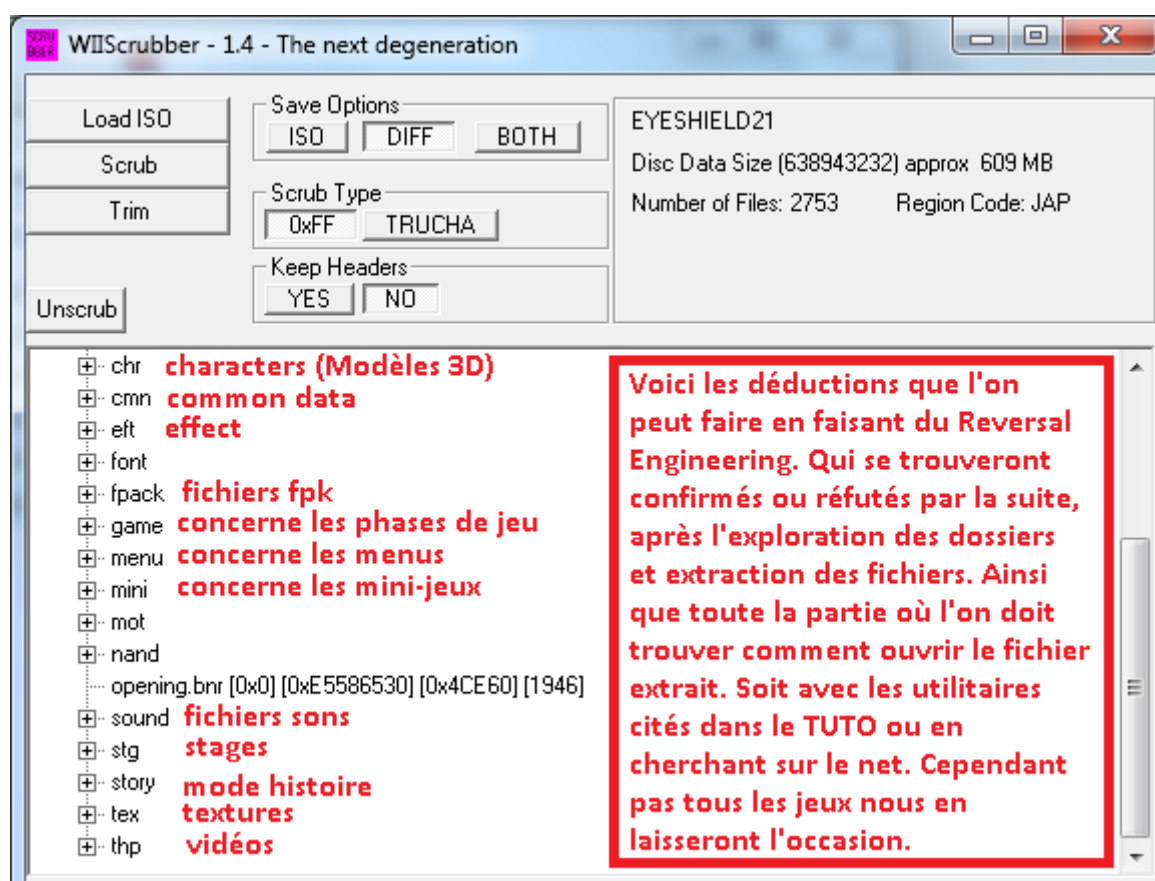 SCRU
BBER
WIIScrubber - 1.4 - The next degeneration
Load ISO
Scrub
Trim
Unscrub
Save Options
ISO DIFF BOTH
Scrub Type
0xFF TRUCHA
Keep Headers
YES NO
EYESHIELD21
Disc Data Size (638943232) approx 609 MB
Number of Files: 2753 Region Code: JAP
chr characters (Modèles 3D)
cmn common data
eft effect
font
fpack fichiers fpk
game concerne les phases de jeu
menu concerne les menus
mini concerne les mini-jeux
mot
nand
opening.bnr [0x0] [0xE5586530] [0x4CE60] [1946]
sound fichiers sons
stg stages
story mode histoire
tex textures
thp vidéos
Voici les déductions que l'on
peut faire en faisant du Reversal
Engineering. Qui se trouveront
confirmés ou réfutés par la suite,
après l'exploration des dossiers
et extraction des fichiers. Ainsi
que toute la partie où l'on doit
trouver comment ouvrir le fichier
extrait. Soit avec les utilitaires
cités dans le TUTO ou en
cherchant sur le net. Cependant
pas tous les jeux nous en
laisseront l'occasion.